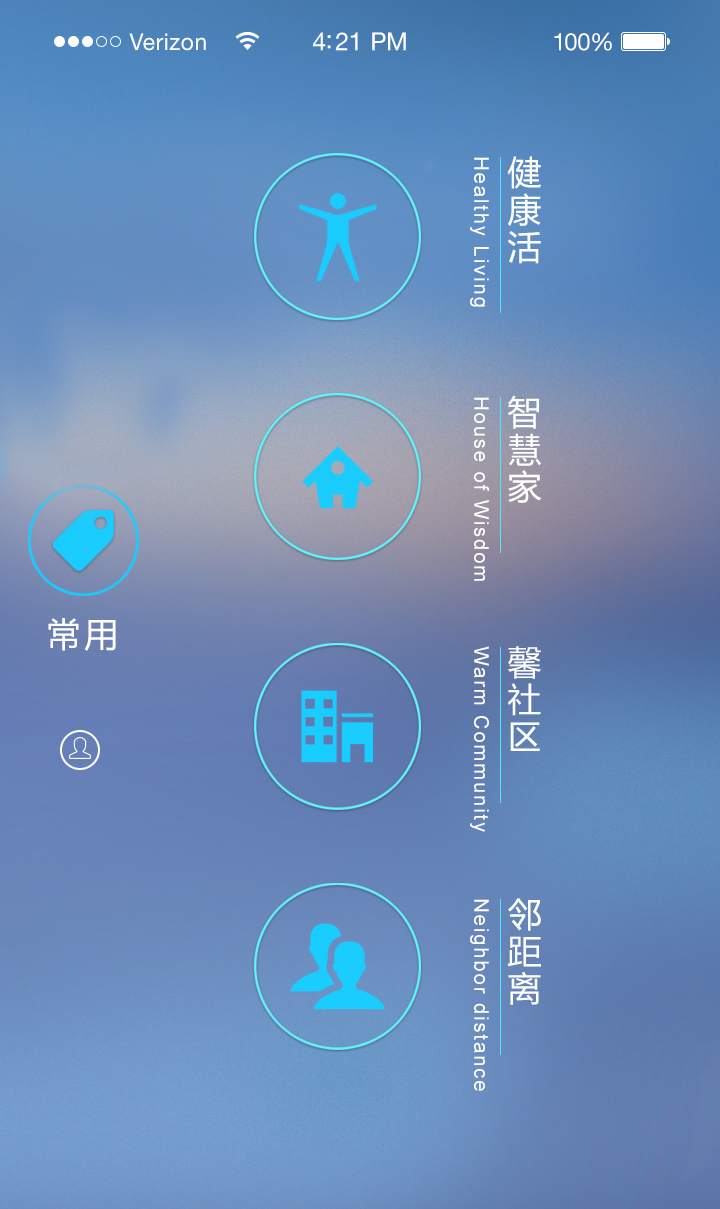 Verizon
4:21 PM
100%
健康活
Healthy Living
智慧家
House of Wisdom
常用
馨社区
Warm Community
邻距离
Neighbor distance